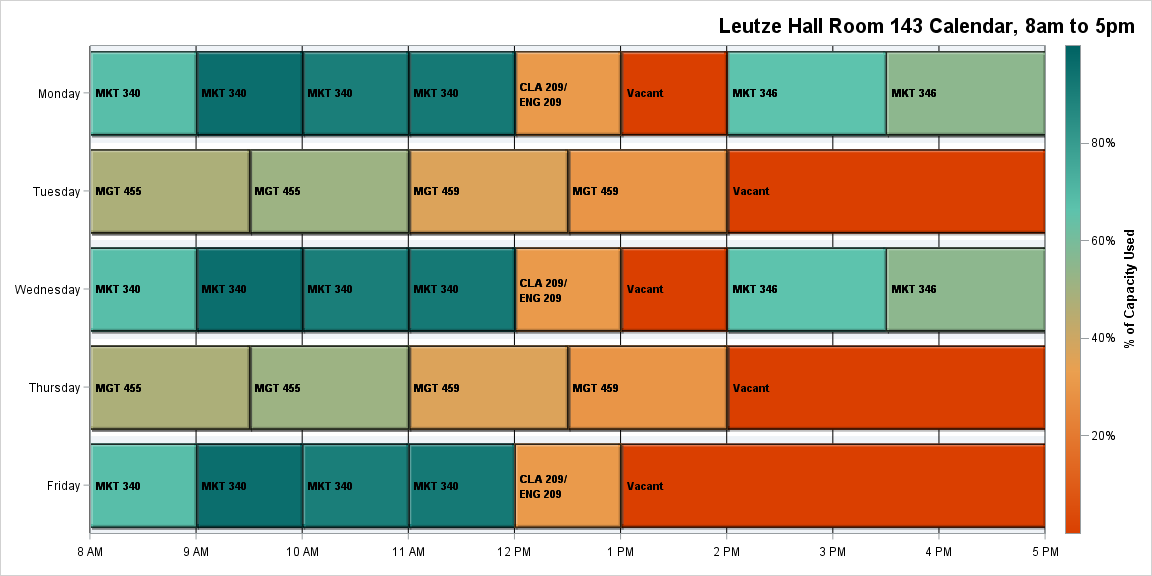 Leutze Hall Room 143 Calendar, 8am to 5pm
Monday
MKT 340
MKT 340
MKT 340
MKT 340
CLA 209/
ENG 209
Vacant
MKT 346
MKT 346
Tuesday
MGT 455
MGT 455
MGT 459
MGT 459
Vacant
Wednesday
MKT 340
MKT 340
MKT 340
MKT 340
CLA 209/
ENG 209
Vacant
MKT 346
MKT 346
Thursday
MGT 455
MGT 455
MGT 459
MGT 459
Vacant
Friday
MKT 340
MKT 340
MKT 340
MKT 340
CLA 209/
ENG 209
Vacant
8 AM
9 AM
10 AM
11 AM
12 PM
1 PM
2 PM
3 PM
4 PM
5 PM
80%
60%
40%
20%
% of Capacity Used